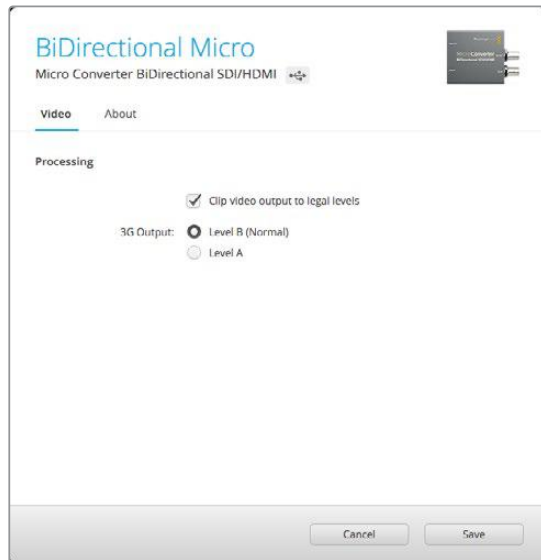 BiDirectional Micro
Micro Converter BiDirectional SDI/HDMI
Video About
Processing
Clip video output to legal levels
3G Output: Level B (Normal)
Level A
Cancel Save